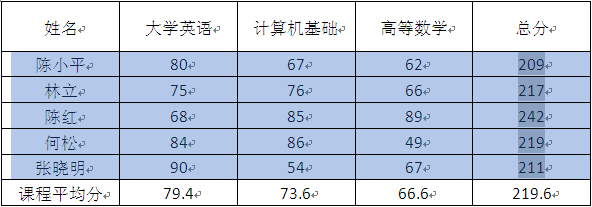 姓名 大学英语 计算机基础 高等数学 总分
陈小平 80 67 62 209
林立 75 76 66 217
陈红 68 85 89 242
何松 84 86 49 219
张晓明 90 54 67 211
课程平均分 79.4 73.6 66.6 219.6